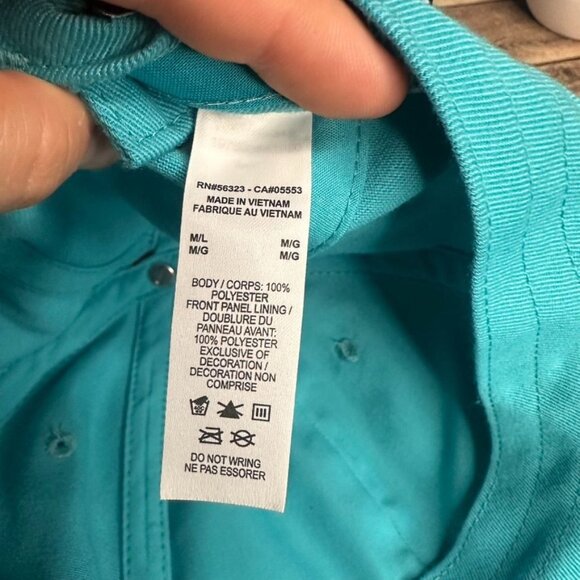 RN#56323 - CA#05553
MADE IN VIETNAM
FABRIQUE AU VIETNAM
M/L M/G
M/G M/G
BODY / CORPS: 100%
POLYESTER
FRONT PANEL LINING /
DOUBLURE DU
PANNEAU AVANT:
100% POLYESTER
EXCLUSIVE OF
DECORATION /
DECORATION NON
COMPRISE
DO NOT WRING
NE PAS ESSORER